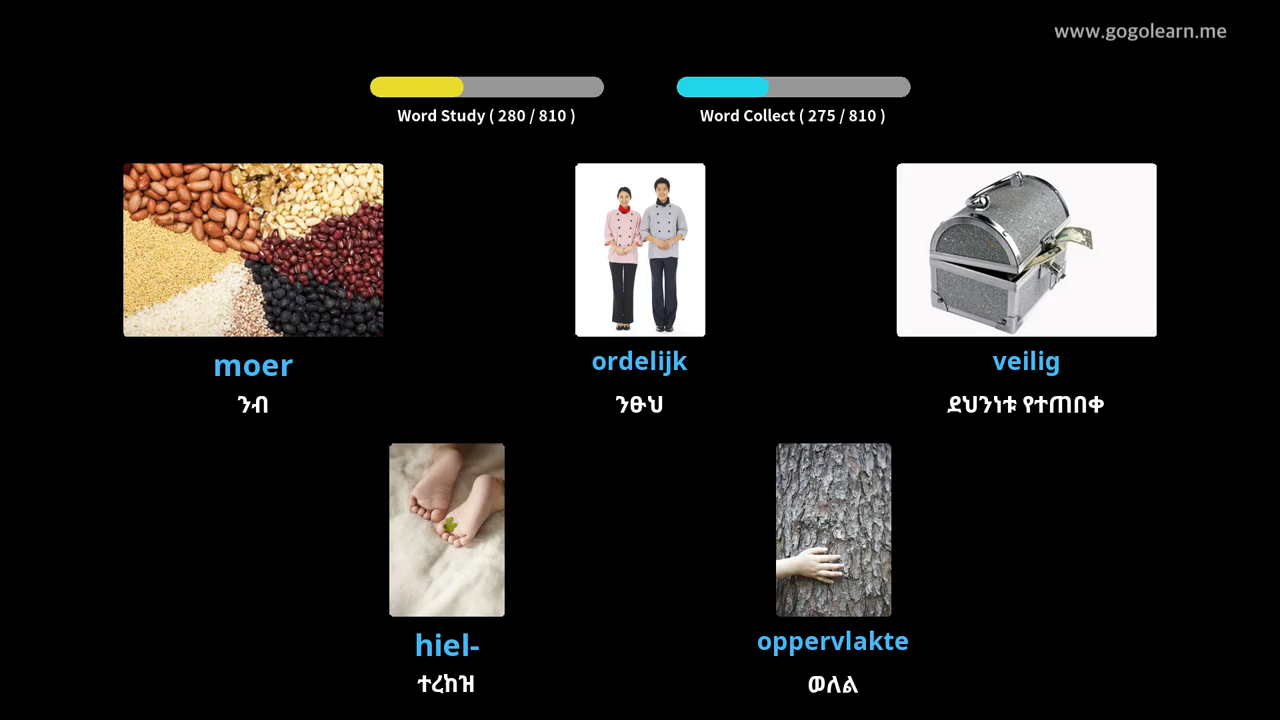 www.gogolearn.me
Word Study ( 280 / 810 )
Word Collect ( 275 / 810 )
moer
ንብ
ordelijk
ንፁህ
veilig
ደህንነቱ የተጠበቀ
hiel-
ተረከዝ
oppervlakte
ወለል